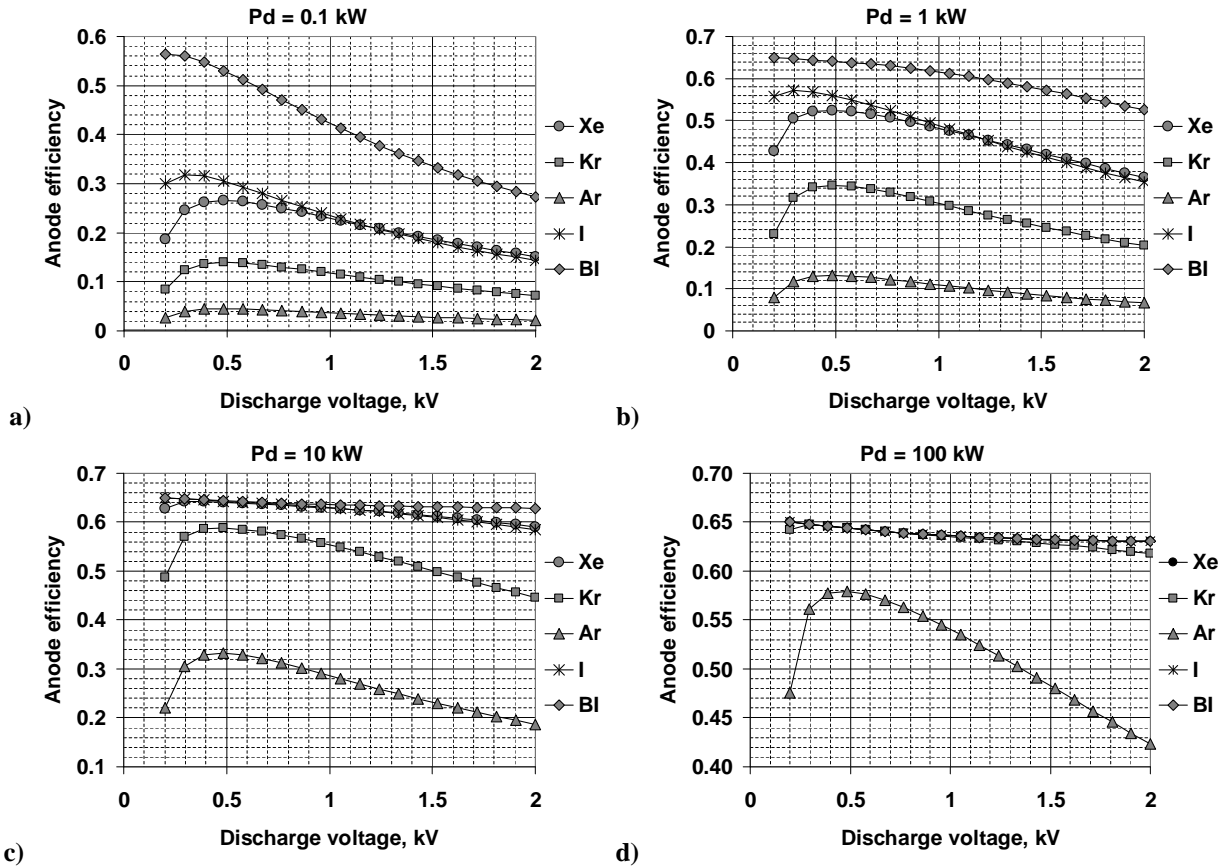 Pd = 0.1 kW
Anode efficiency
0.6
0.5
0.4
0.3
0.2
0.1
0
0 0.5 1 1.5 2
Discharge voltage, kV
Xe
Kr
Ar
I
BI
a)
Pd = 1 kW
Anode efficiency
0.7
0.6
0.5
0.4
0.3
0.2
0.1
0
0 0.5 1 1.5 2
Discharge voltage, kV
Xe
Kr
Ar
I
BI
b)
Pd = 10 kW
Anode efficiency
0.7
0.6
0.5
0.4
0.3
0.2
0.1
0 0.5 1 1.5 2
Discharge voltage, kV
Xe
Kr
Ar
I
BI
c)
Pd = 100 kW
Anode efficiency
0.70
0.65
0.60
0.55
0.50
0.45
0.40
0 0.5 1 1.5 2
Discharge voltage, kV
Xe
Kr
Ar
I
BI
d)